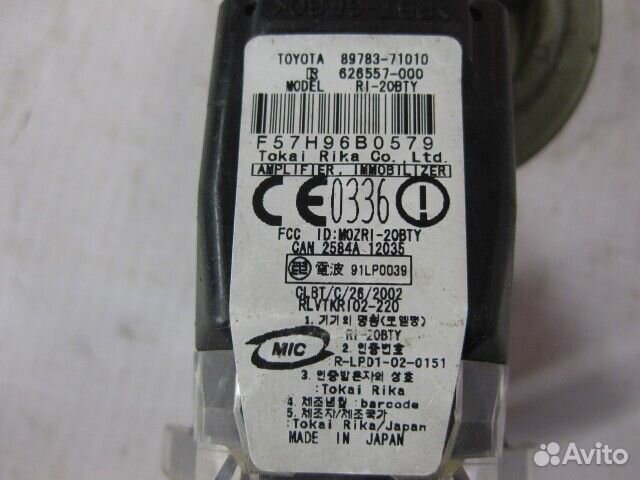 TOYOTA 89783-71010
R 626557-000
MODEL RI-20BTY
F57H96B0579
Tokai Rika Co., Ltd.
AMPLIFIER, IMMOBILIZER
CE0336
FCC ID:MOZRI-20BTY
CAN 2584A 12035
電波 91LP0039
CLBT/C/26/2002
RLVTKRI02-220
1. 기기의 명칭(모델명)
RI-20BTY
MIC
2. 인증번호
R-LPD1-02-0151
3. 인증받은자의 상호
:Tokai Rika
4. 제조년월 :barcode
5. 제조자/제조국가
:Tokai Rika/Japan
MADE IN JAPAN
Avito